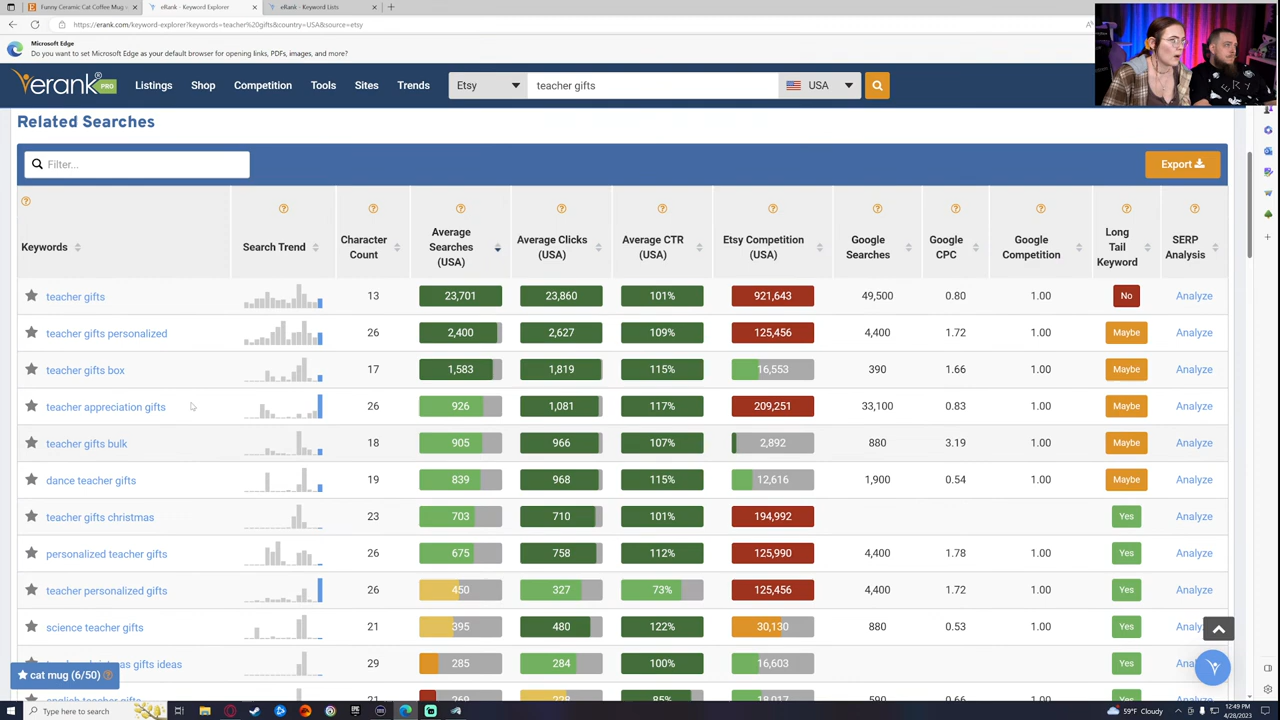 Funny Ceramic Cat Coffee Mug
eRank - Keyword Explorer
eRank - Keyword Lists
https://erank.com/keyword-explorer?keywords=teacher%20gifts&country=USA&source=etsy
Microsoft Edge
Do you want to set Microsoft Edge as your default browser for opening links, PDFs, images, and more?
erank PRO Listings Shop Competition Tools Sites Trends Etsy teacher gifts USA
Related Searches
Filter... Export
Keywords Search Trend Character Count Average Searches (USA) Average Clicks (USA) Average CTR (USA) Etsy Competition (USA) Google Searches Google CPC Google Competition Long Tail Keyword SERP Analysis
teacher gifts 13 23,701 23,860 101% 921,643 49,500 0.80 1.00 No Analyze
teacher gifts personalized 26 2,400 2,627 109% 125,456 4,400 1.72 1.00 Maybe Analyze
teacher gifts box 17 1,583 1,819 115% 16,553 390 1.66 1.00 Maybe Analyze
teacher appreciation gifts 26 926 1,081 117% 209,251 33,100 0.83 1.00 Maybe Analyze
teacher gifts bulk 18 905 966 107% 2,892 880 3.19 1.00 Maybe Analyze
dance teacher gifts 19 839 968 115% 12,616 1,900 0.54 1.00 Maybe Analyze
teacher gifts christmas 23 703 710 101% 194,992 Yes Analyze
personalized teacher gifts 26 675 758 112% 125,990 4,400 1.78 1.00 Yes Analyze
teacher personalized gifts 26 450 327 73% 125,456 4,400 1.72 1.00 Yes Analyze
science teacher gifts 21 395 480 122% 30,130 880 0.53 1.00 Yes
gifts ideas 29 285 284 100% 16,603 Yes Analyze
cat mug (6/50)
Type here to search
59°F Cloudy
12:49 PM
4/28/2023